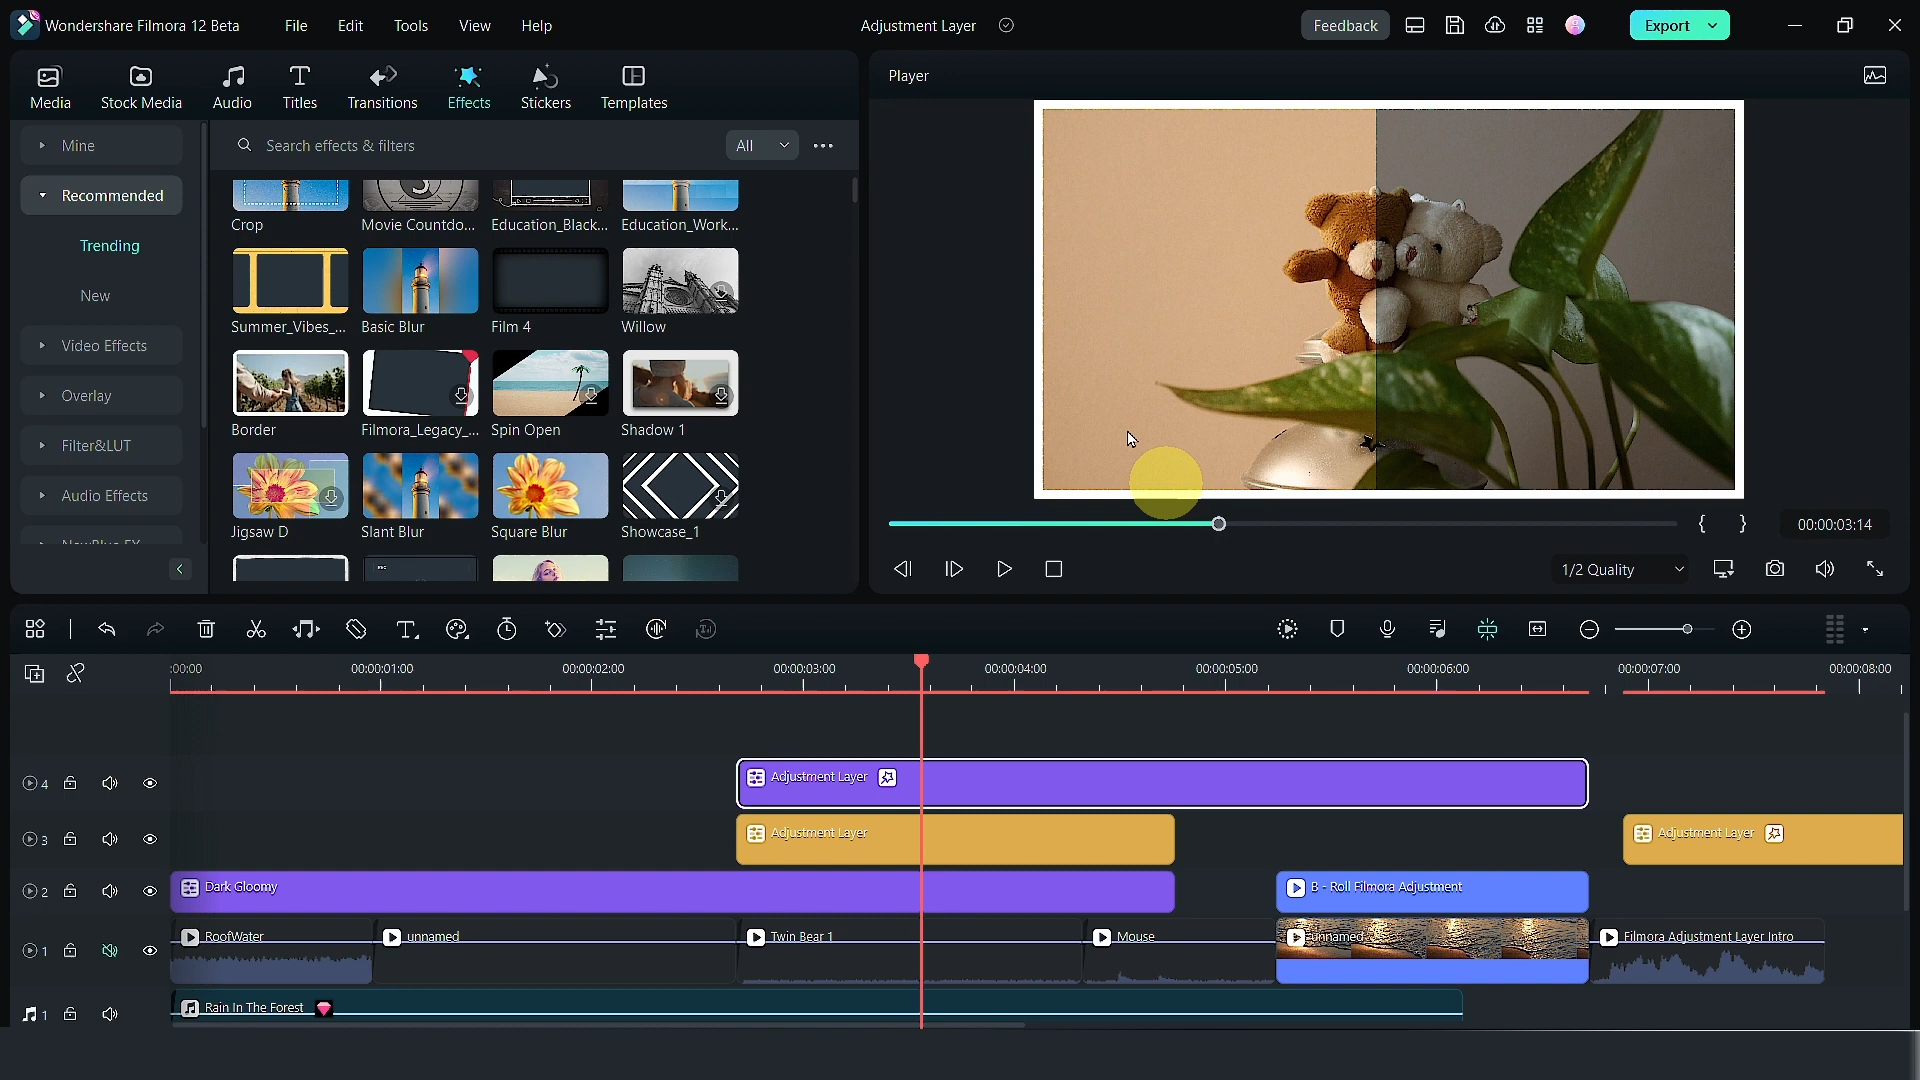 Wondershare Filmora 12 Beta
File
Edit
Tools
View
Help
Adjustment Layer
Feedback
Export
Media
Stock Media
Audio
Titles
Transitions
Effects
Stickers
Templates
Player
Mine
Recommended
Trending
New
Video Effects
Overlay
Filter&LUT
Audio Effects
Search effects & filters
All
Crop
Movie Countdo...
Education_Black...
Education_Work...
Summer_Vibes_...
Basic Blur
Film 4
Willow
Border
Filmora_Legacy_...
Spin Open
Shadow 1
Jigsaw D
Slant Blur
Square Blur
Showcase_1
{ }
00:00:03:14
1/2 Quality
:00:00
00:00:01:00
00:00:02:00
00:00:03:00
00:00:04:00
00:00:05:00
00:00:06:00
00:00:07:00
00:00:08:00
4
Adjustment Layer
3
Adjustment Layer
Adjustment Layer
2
Dark Gloomy
B - Roll Filmora Adjustment
1
RoofWater
unnamed
Twin Bear 1
Mouse
unnamed
Filmora Adjustment Layer Intro
1
Rain In The Forest